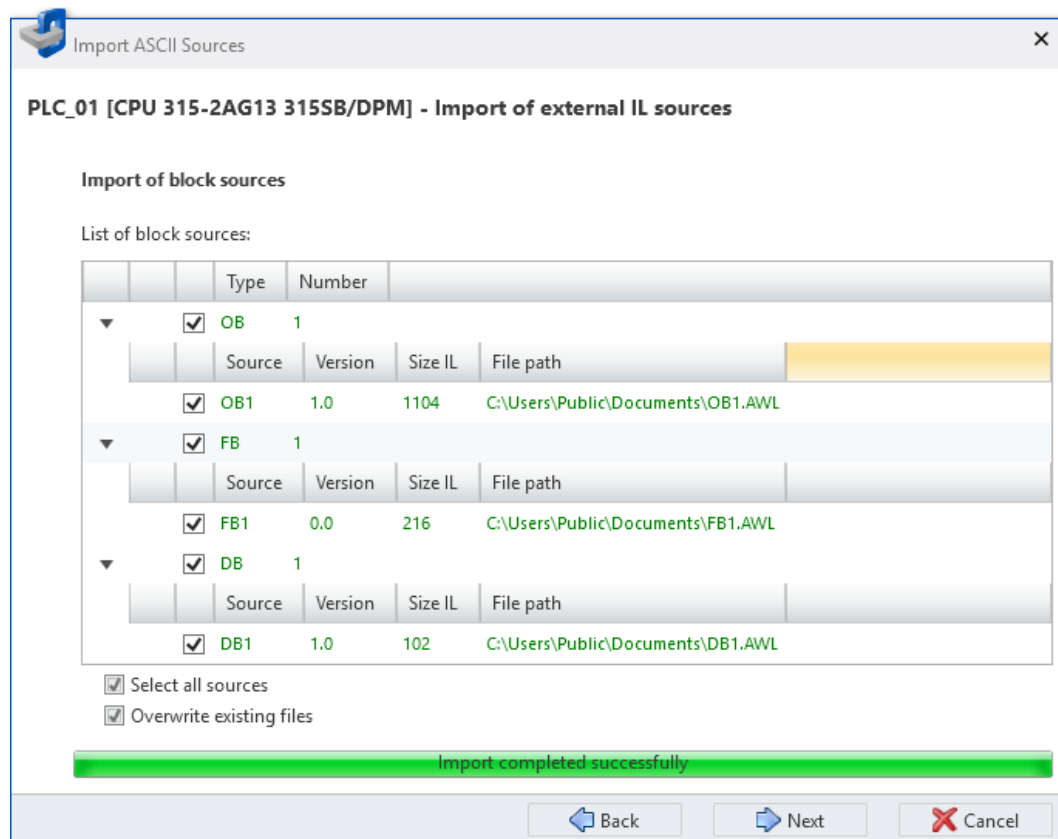 Import ASCII Sources
PLC_01 [CPU 315-2AG13 315SB/DPM] - Import of external IL sources
Import of block sources
List of block sources:
Type Number
OB 1
Source Version Size IL File path
OB1 1.0 1104 C:\Users\Public\Documents\OB1.AWL
FB 1
Source Version Size IL File path
FB1 0.0 216 C:\Users\Public\Documents\FB1.AWL
DB 1
Source Version Size IL File path
DB1 1.0 102 C:\Users\Public\Documents\DB1.AWL
Select all sources
Overwrite existing files
Import completed successfully
Back Next Cancel